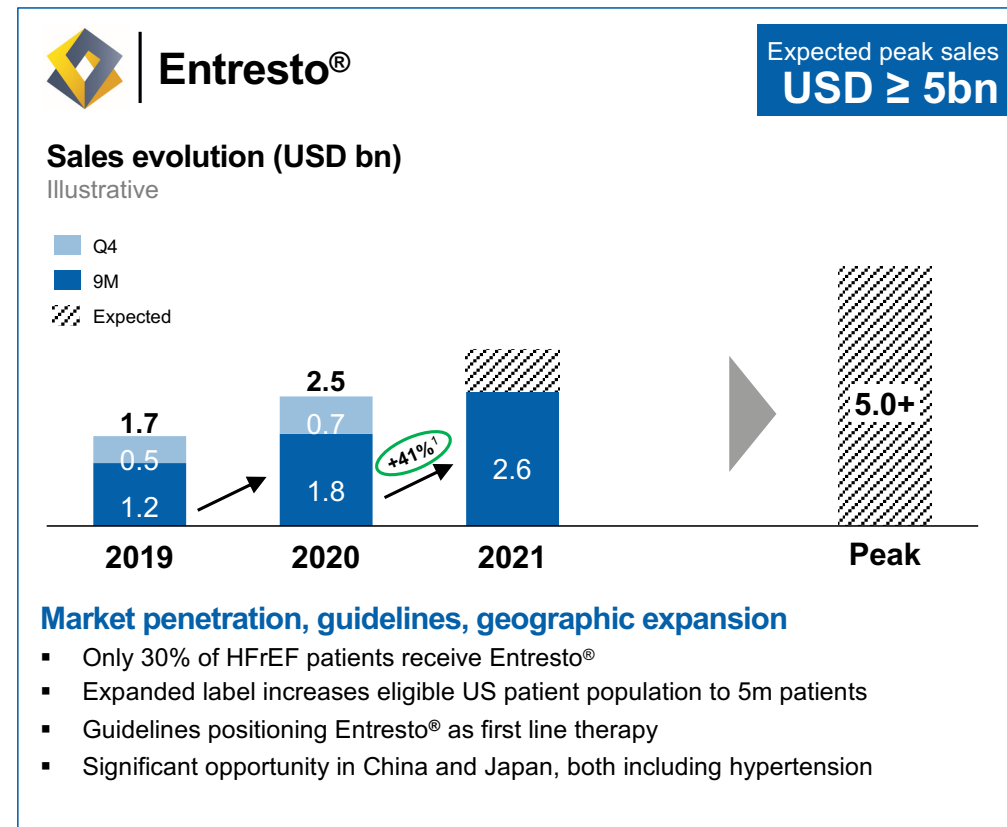 Entresto®
Expected peak sales
USD ≥ 5bn
Sales evolution (USD bn)
Illustrative
Q4
9M
Expected
1.7
0.5
1.2
2.5
0.7
1.8
+41%¹
2.6
5.0+
2019
2020
2021
Peak
Market penetration, guidelines, geographic expansion
▪ Only 30% of HFrEF patients receive Entresto®
▪ Expanded label increases eligible US patient population to 5m patients
▪ Guidelines positioning Entresto® as first line therapy
▪ Significant opportunity in China and Japan, both including hypertension